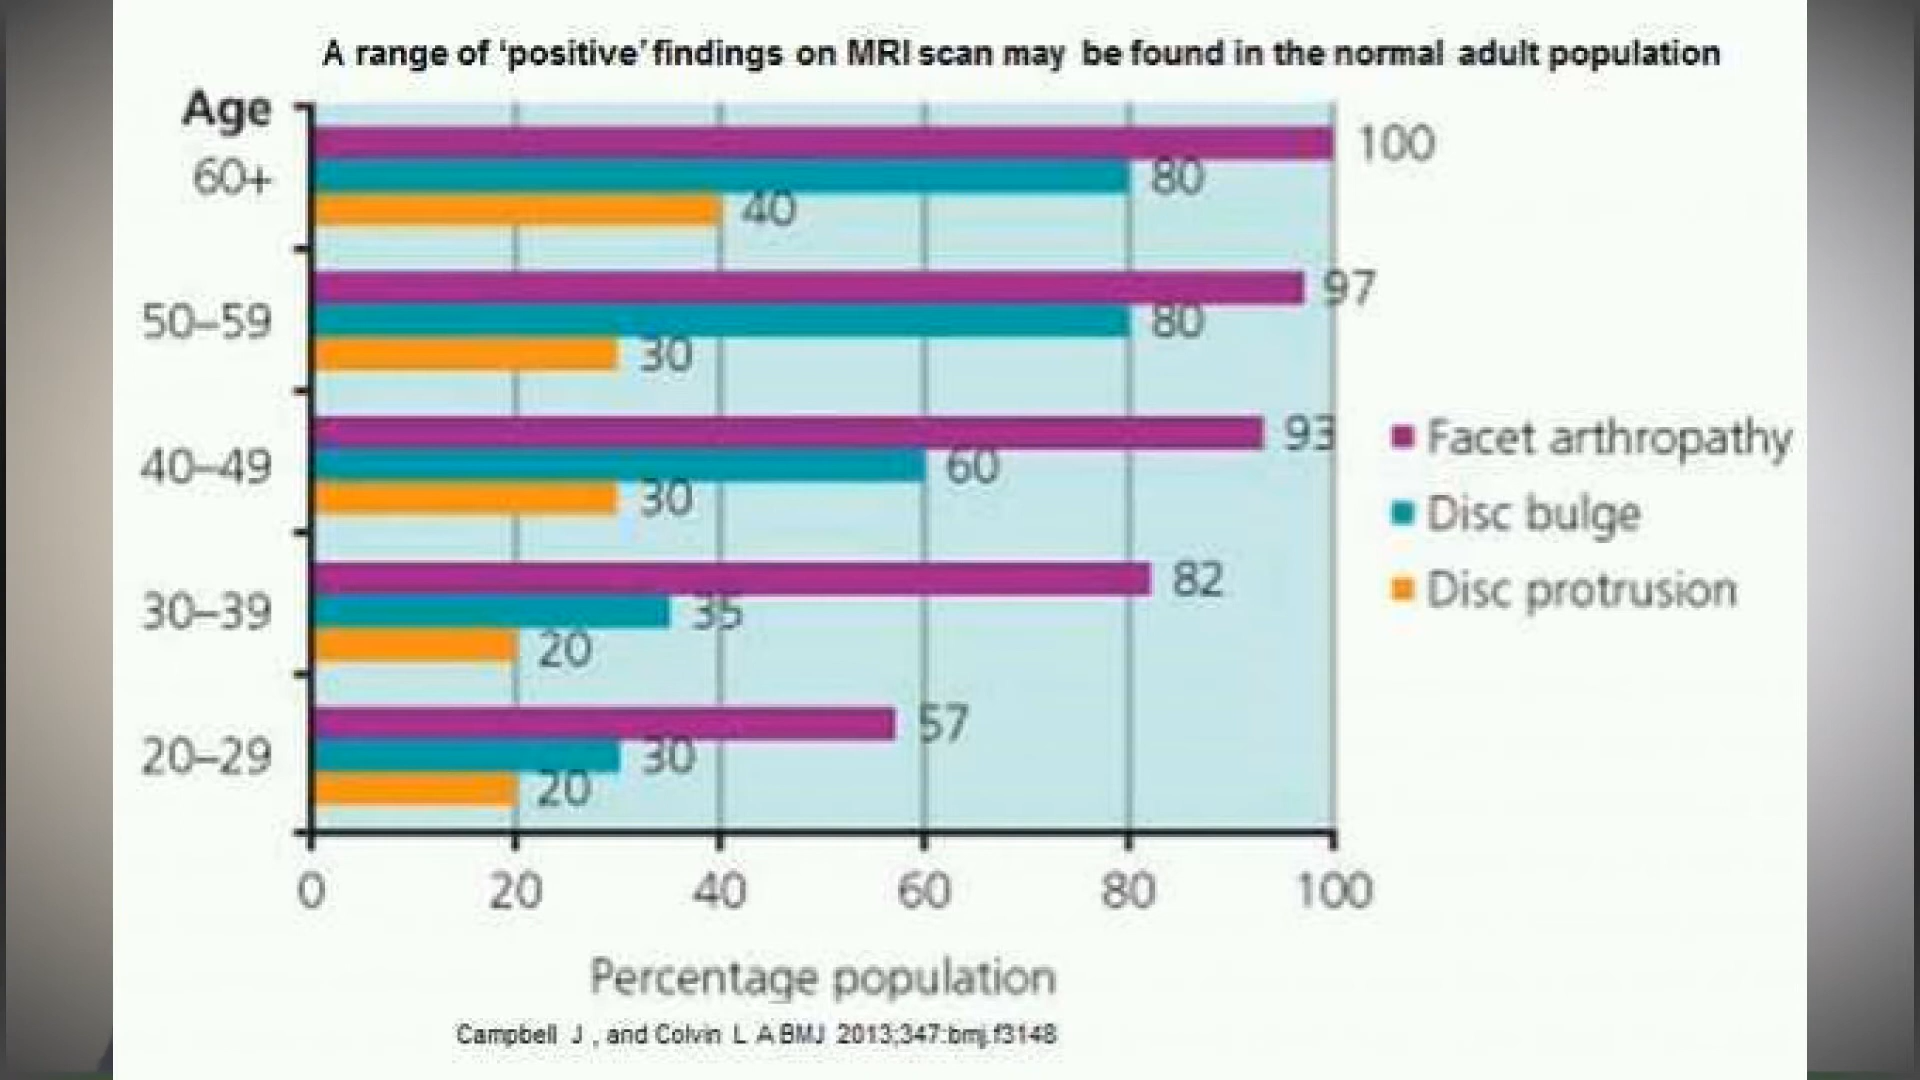 A range of 'positive' findings on MRI scan may be found in the normal adult population
Age
60+
100
80
40
50–59
97
80
30
40–49
93
60
30
30–39
82
35
20
20–29
57
30
20
Facet arthropathy
Disc bulge
Disc protrusion
0 20 40 60 80 100
Percentage population
Campbell J , and Colvin L A BMJ 2013;347:bmj.f3148